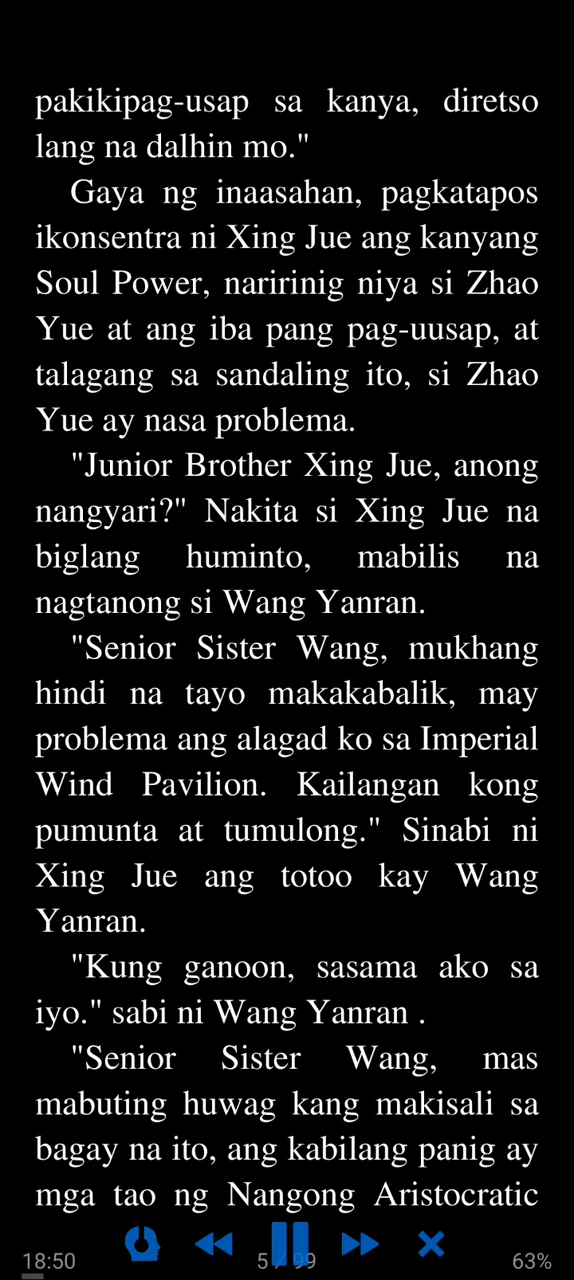 pakikipag-usap sa kanya, diretso
lang na dalhin mo."
Gaya ng inaasahan, pagkatapos
ikonsentra ni Xing Jue ang kanyang
Soul Power, naririnig niya si Zhao
Yue at ang iba pang pag-uusap, at
talagang sa sandaling ito, si Zhao
Yue ay nasa problema.
"Junior Brother Xing Jue, anong
nangyari?" Nakita si Xing Jue na
biglang huminto, mabilis na
nagtanong si Wang Yanran.
"Senior Sister Wang, mukhang
hindi na tayo makakabalik, may
problema ang alagad ko sa Imperial
Wind Pavilion. Kailangan kong
pumunta at tumulong." Sinabi ni
Xing Jue ang totoo kay Wang
Yanran.
"Kung ganoon, sasama ako sa
iyo." sabi ni Wang Yanran .
"Senior Sister Wang, mas
mabuting huwag kang makisali sa
bagay na ito, ang kabilang panig ay
mga tao ng Nangong Aristocratic
18:50 5 / 99 63%